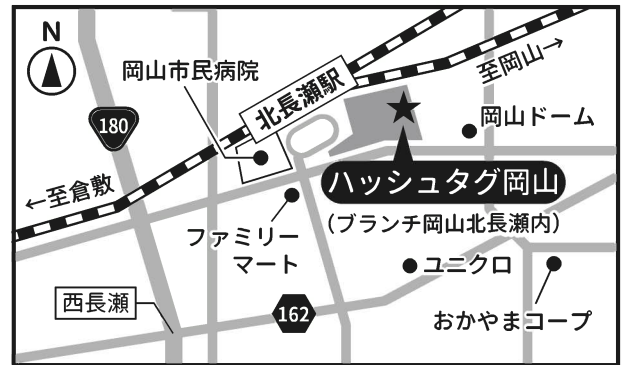 N
岡山市民病院
北長瀬駅
至岡山→
180
岡山ドーム
←至倉敷
ハッシュタグ岡山
(ブランチ岡山北長瀬内)
ファミリー
マート
ユニクロ
西長瀬
162
おかやまコープ